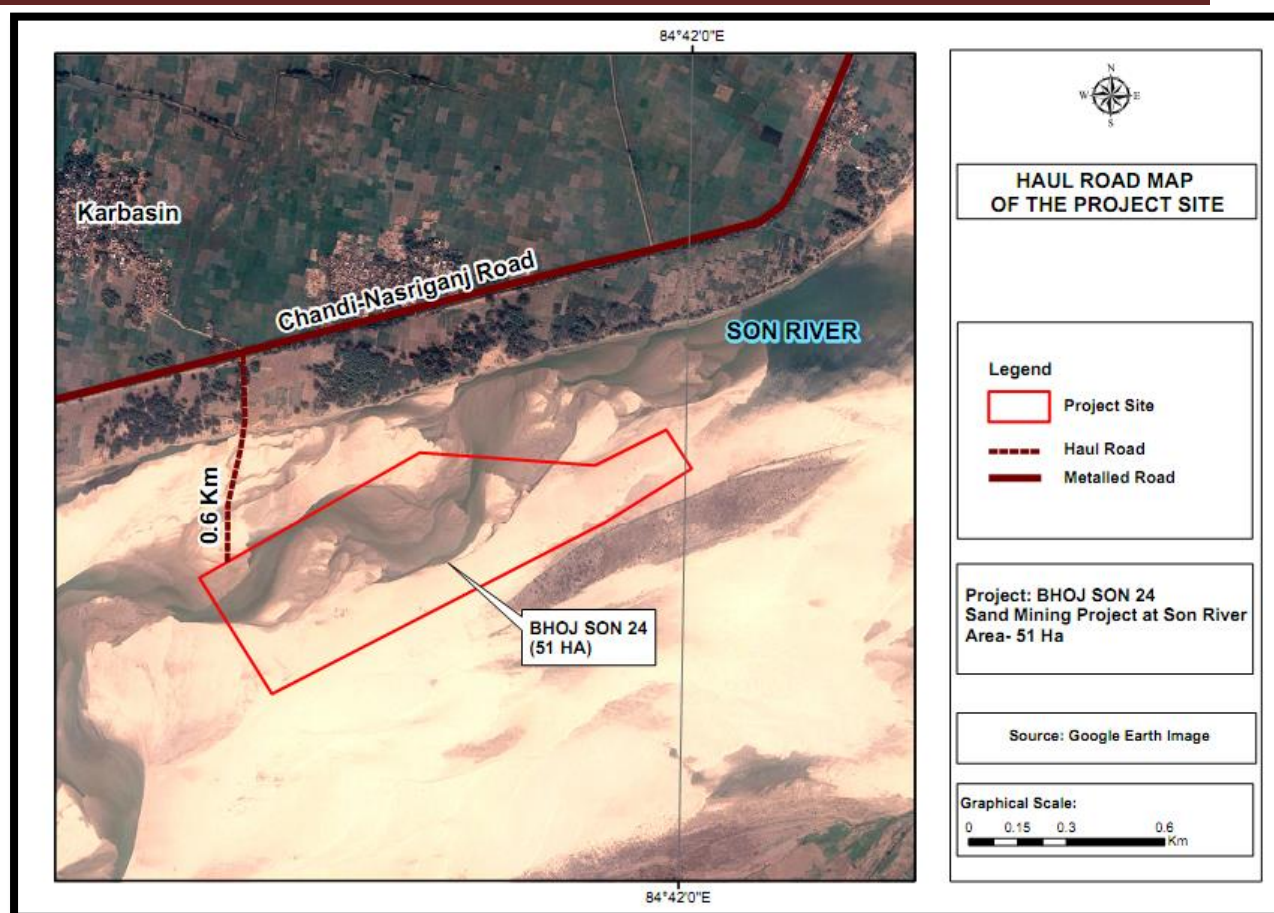 84°42'0"E
Karbasin
Chandi-Nasriganj Road
SON RIVER
0.6 Km
BHOJ SON 24
(51 HA)
84°42'0"E
N
W E
S
HAUL ROAD MAP
OF THE PROJECT SITE
Legend
Project Site
Haul Road
Metalled Road
Project: BHOJ SON 24
Sand Mining Project at Son River
Area- 51 Ha
Source: Google Earth Image
Graphical Scale:
0 0.15 0.3 0.6
Km